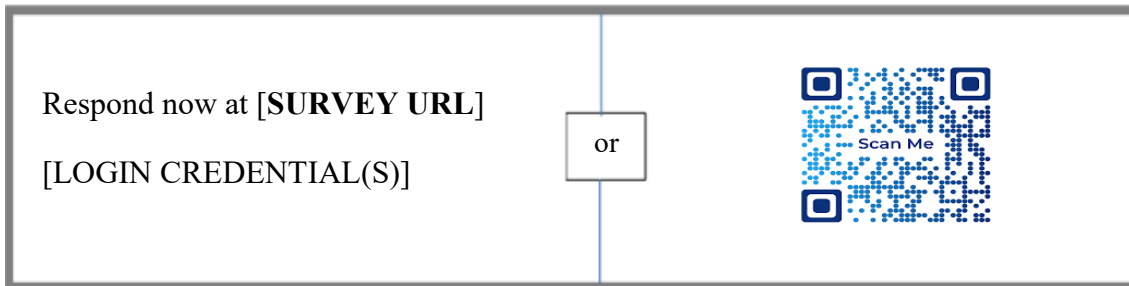 Respond now at [SURVEY URL]
[LOGIN CREDENTIAL(S)]
or
Scan Me